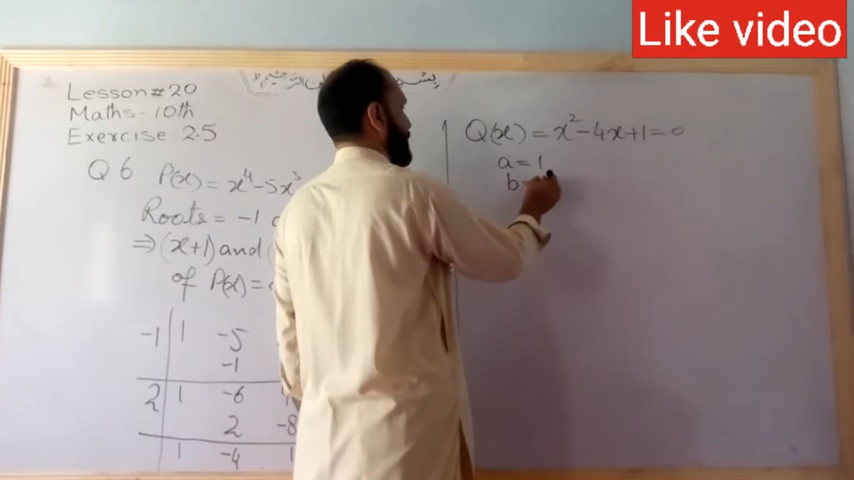 Like video
Lesson #20
Maths-10th
Exercise 2.5
Q 6 P(x) = x⁴-5x³
Roots = -1
⇒(x+1) and (
of P(x) =
-1 1 -5
-1
2 1 -6
2 -8
1 -4 1
Q(x) = x²-4x+1=0
a=1
b=